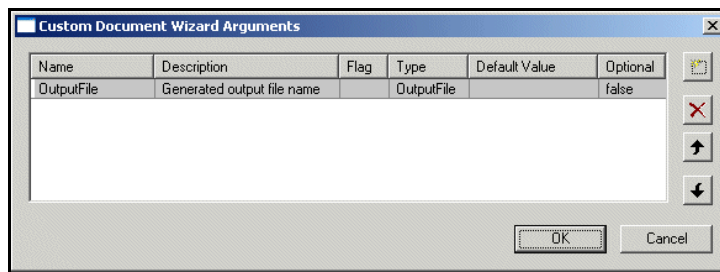 Custom Document Wizard Arguments
Name Description Flag Type Default Value Optional
OutputFile Generated output file name OutputFile false
OK Cancel